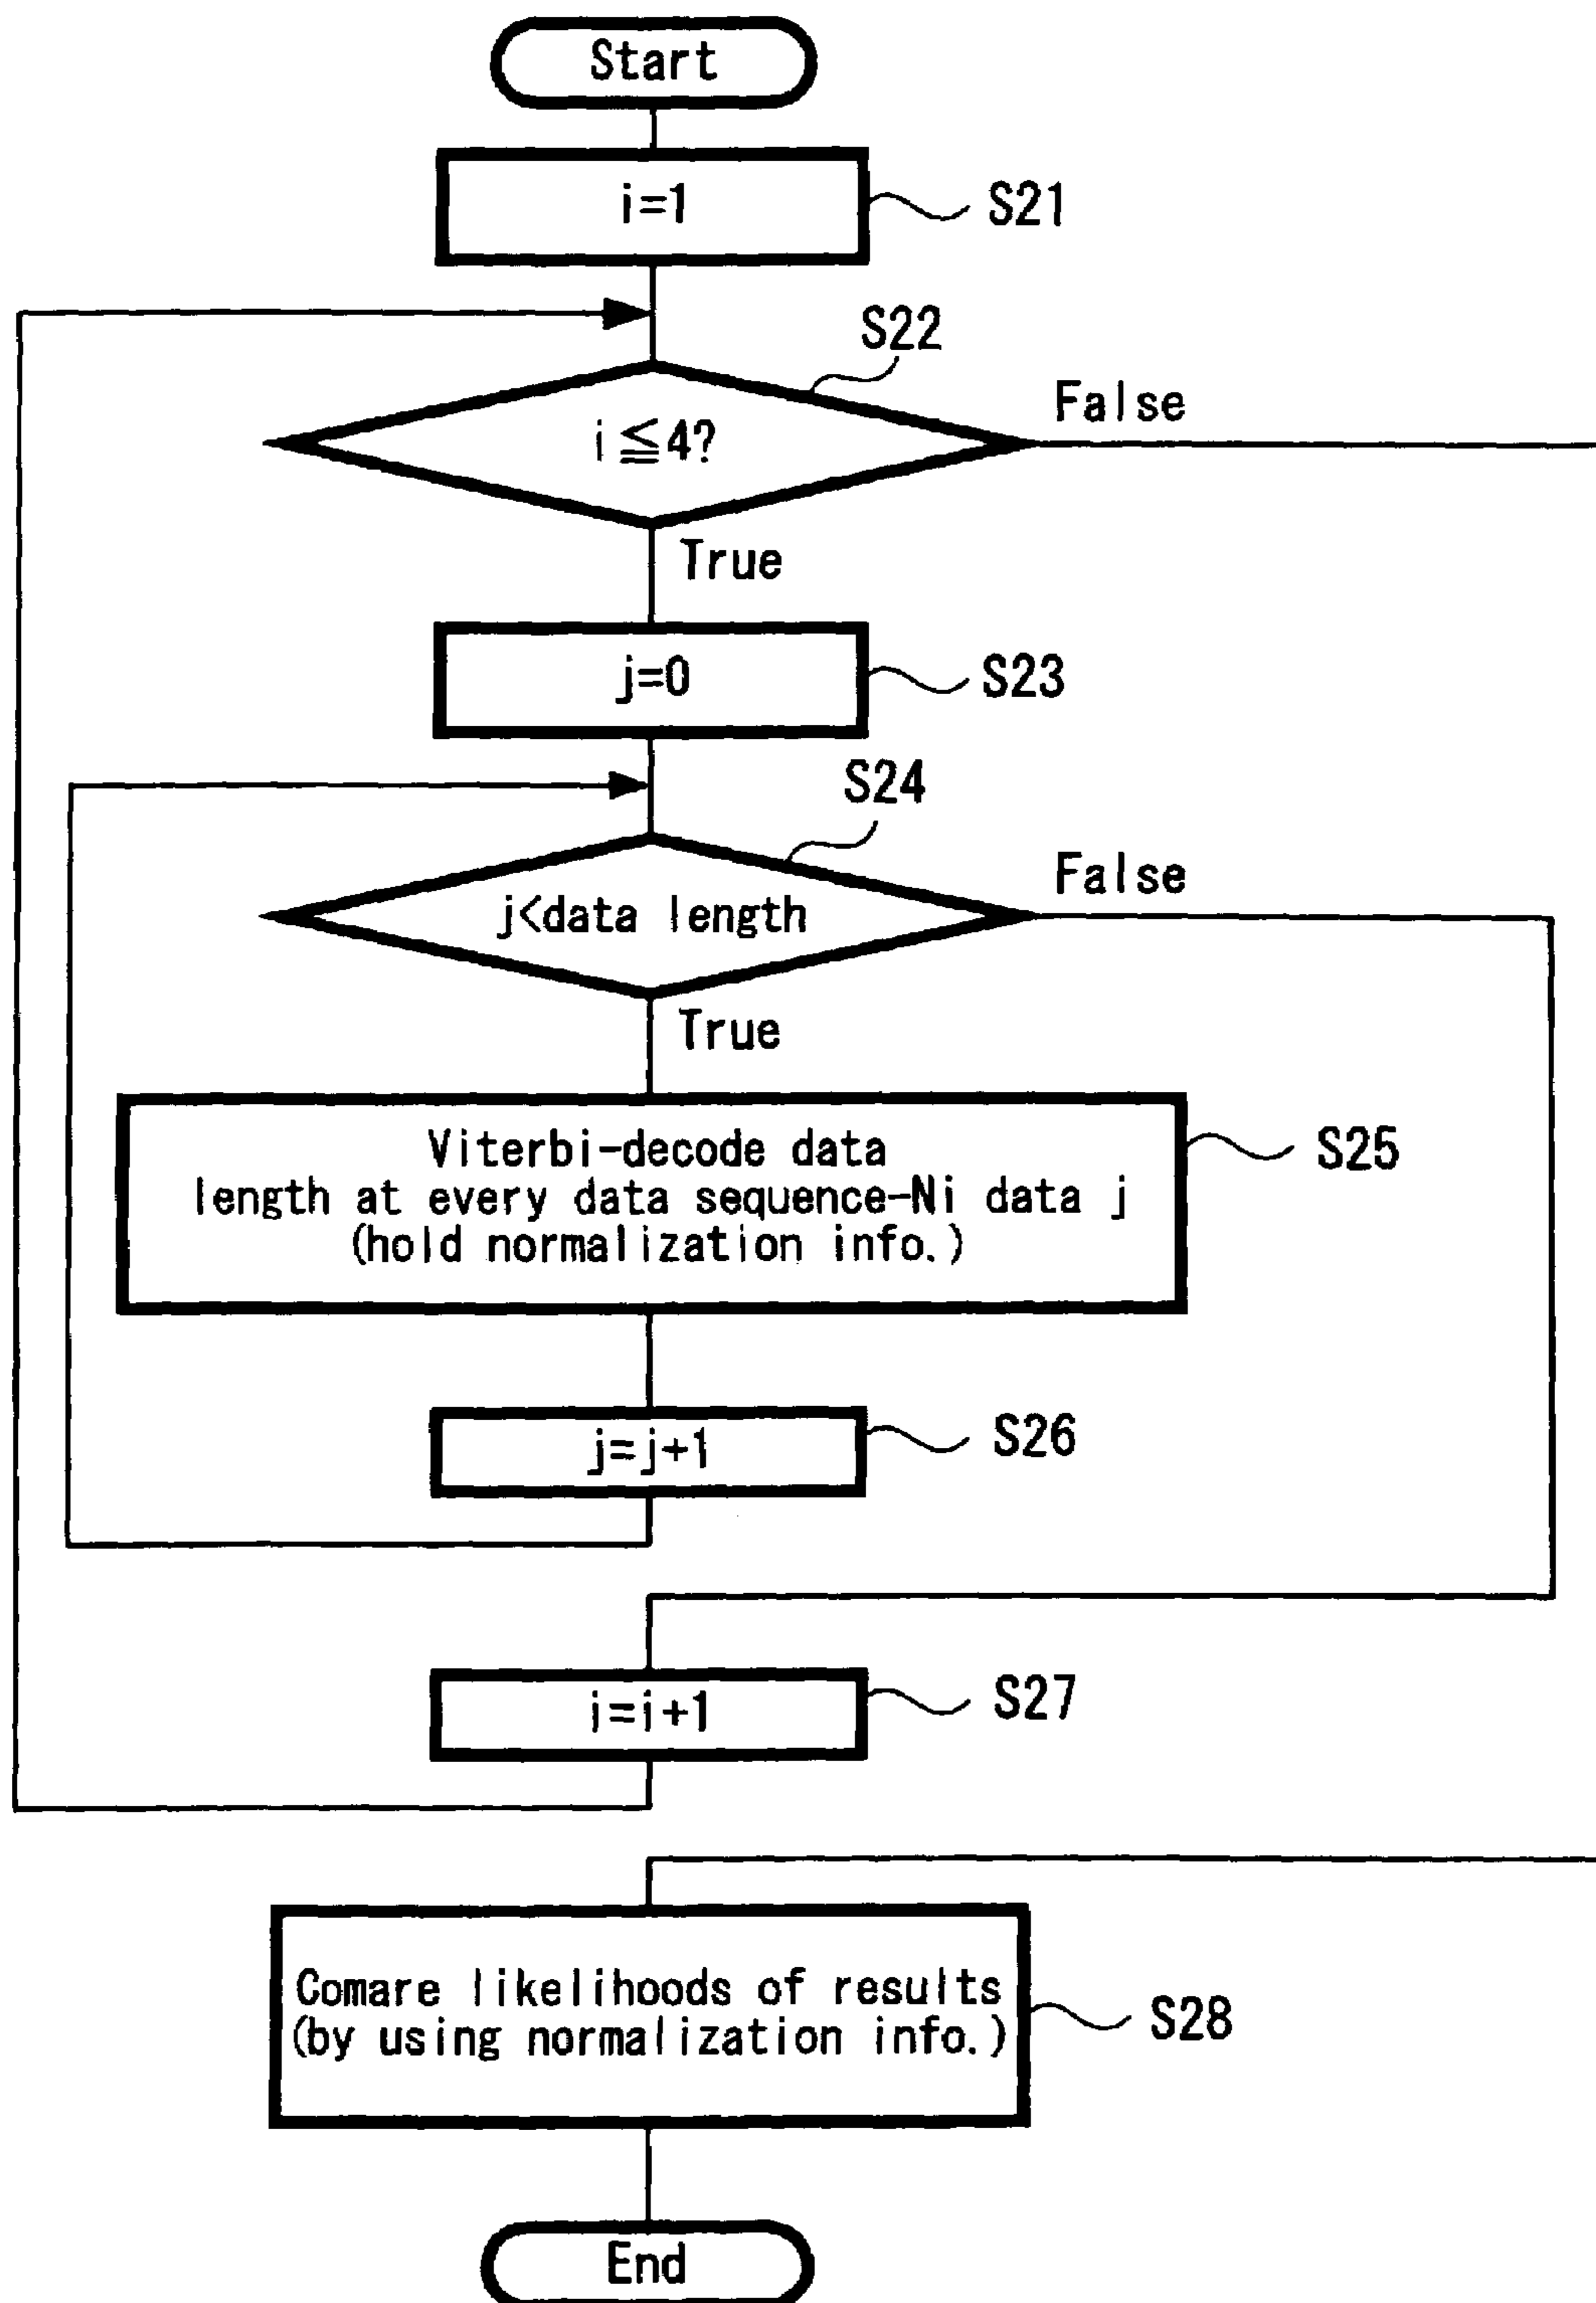 Start
i=1
S21
S22
i≦4?
False
True
j=0
S23
S24
j<data length
False
True
Viterbi-decode data
length at every data sequence-Ni data j
(hold normalization info.)
S25
j=j+1
S26
i=i+1
S27
Comare likelihoods of results
(by using normalization info.)
S28
End